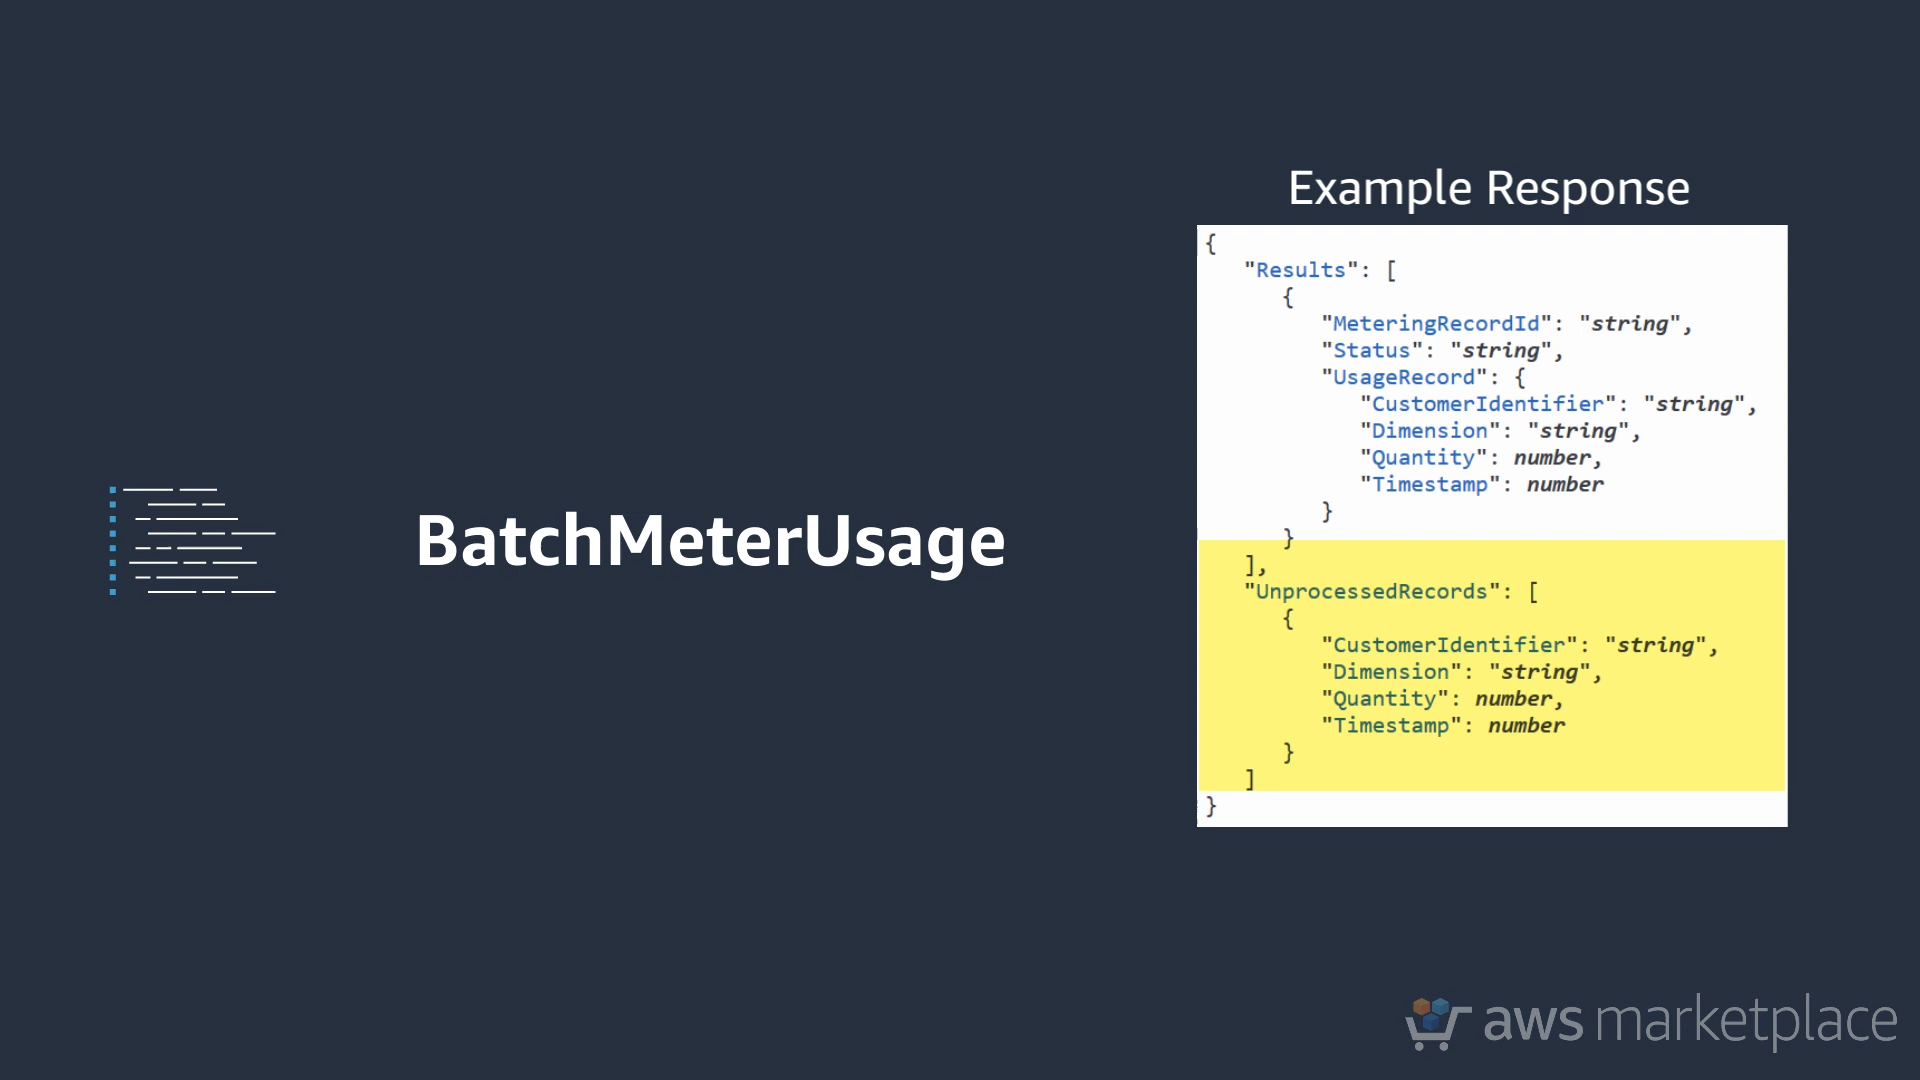 Example Response
{
"Results": [
{
"MeteringRecordId": "string",
"Status": "string",
"UsageRecord": {
"CustomerIdentifier": "string",
"Dimension": "string",
"Quantity": number,
"Timestamp": number
}
}
],
"UnprocessedRecords": [
{
"CustomerIdentifier": "string",
"Dimension": "string",
"Quantity": number,
"Timestamp": number
}
]
}
BatchMeterUsage
aws marketplace